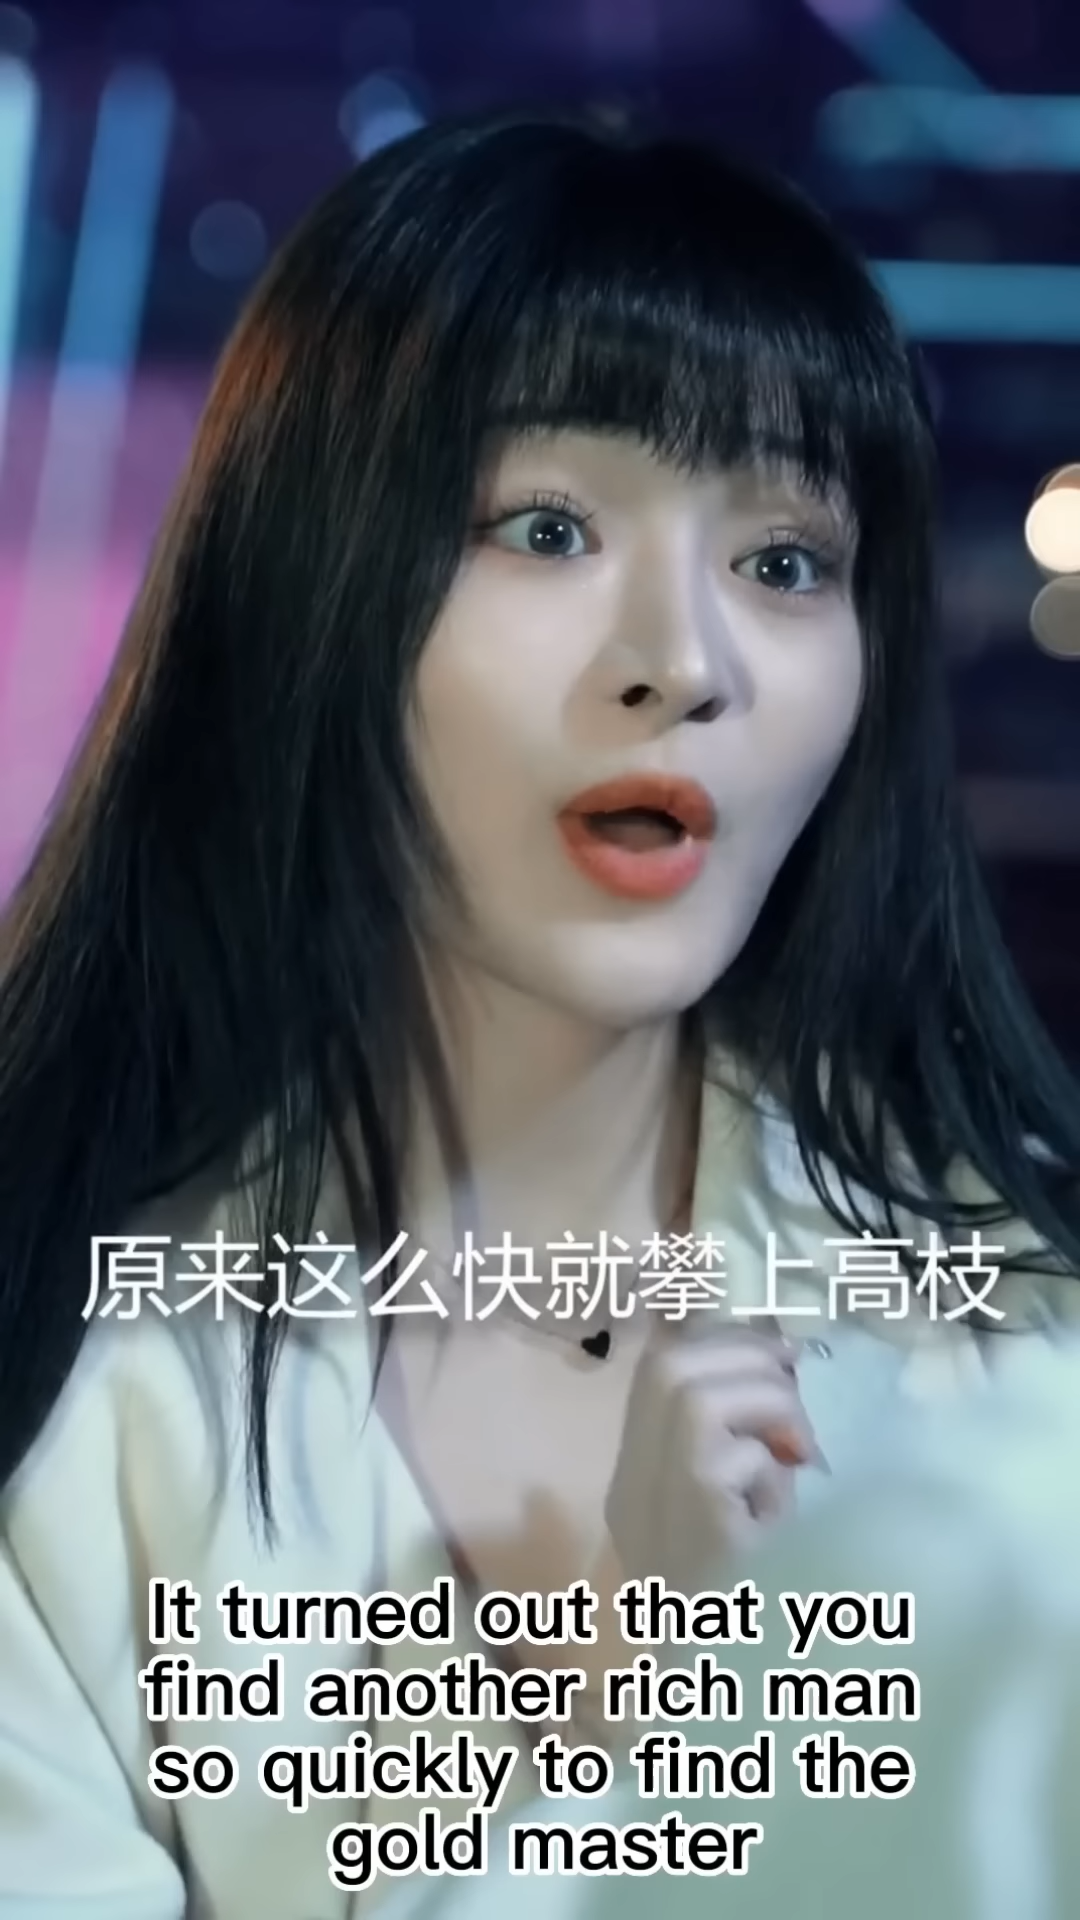 原来这么快就攀上高枝
It turned out that you
find another rich man
so quickly to find the
gold master